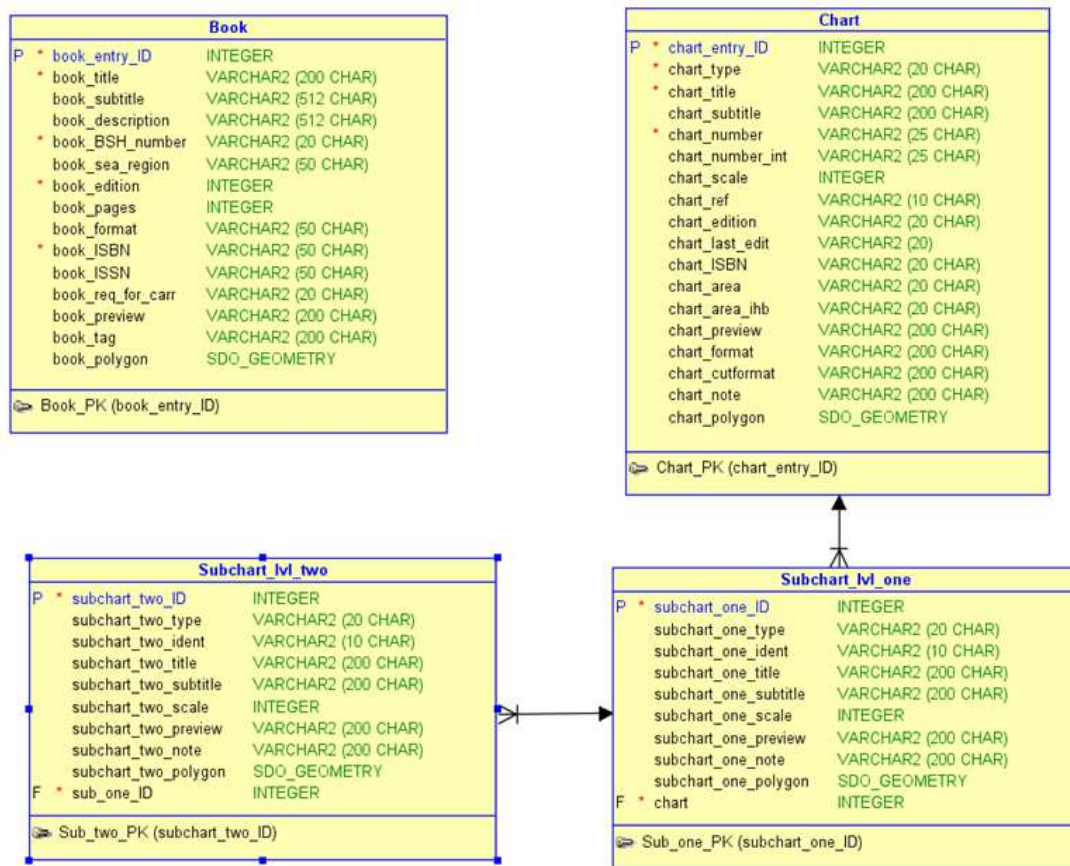 Book
P * book_entry_ID INTEGER
* book_title VARCHAR2 (200 CHAR)
book_subtitle VARCHAR2 (512 CHAR)
book_description VARCHAR2 (512 CHAR)
* book_BSH_number VARCHAR2 (20 CHAR)
book_sea_region VARCHAR2 (50 CHAR)
* book_edition INTEGER
book_pages INTEGER
book_format VARCHAR2 (50 CHAR)
* book_ISBN VARCHAR2 (50 CHAR)
book_ISSN VARCHAR2 (50 CHAR)
book_req_for_carr VARCHAR2 (20 CHAR)
book_preview VARCHAR2 (200 CHAR)
book_tag VARCHAR2 (200 CHAR)
book_polygon SDO_GEOMETRY
Book_PK (book_entry_ID)
Chart
P * chart_entry_ID INTEGER
* chart_type VARCHAR2 (20 CHAR)
* chart_title VARCHAR2 (200 CHAR)
chart_subtitle VARCHAR2 (200 CHAR)
* chart_number VARCHAR2 (25 CHAR)
chart_number_int VARCHAR2 (25 CHAR)
chart_scale INTEGER
chart_ref VARCHAR2 (10 CHAR)
chart_edition VARCHAR2 (20 CHAR)
chart_last_edit VARCHAR2 (20)
chart_ISBN VARCHAR2 (20 CHAR)
chart_area VARCHAR2 (20 CHAR)
chart_area_ihb VARCHAR2 (20 CHAR)
chart_preview VARCHAR2 (200 CHAR)
chart_format VARCHAR2 (200 CHAR)
chart_cutformat VARCHAR2 (200 CHAR)
chart_note VARCHAR2 (200 CHAR)
chart_polygon SDO_GEOMETRY
Chart_PK (chart_entry_ID)
Subchart_lvl_two
P * subchart_two_ID INTEGER
subchart_two_type VARCHAR2 (20 CHAR)
subchart_two_ident VARCHAR2 (10 CHAR)
subchart_two_title VARCHAR2 (200 CHAR)
subchart_two_subtitle VARCHAR2 (200 CHAR)
subchart_two_scale INTEGER
subchart_two_preview VARCHAR2 (200 CHAR)
subchart_two_note VARCHAR2 (200 CHAR)
subchart_two_polygon SDO_GEOMETRY
F * sub_one_ID INTEGER
Sub_two_PK (subchart_two_ID)
Subchart_lvl_one
P * subchart_one_ID INTEGER
subchart_one_type VARCHAR2 (20 CHAR)
subchart_one_ident VARCHAR2 (10 CHAR)
subchart_one_title VARCHAR2 (200 CHAR)
subchart_one_subtitle VARCHAR2 (200 CHAR)
subchart_one_scale INTEGER
subchart_one_preview VARCHAR2 (200 CHAR)
subchart_one_note VARCHAR2 (200 CHAR)
subchart_one_polygon SDO_GEOMETRY
F * chart INTEGER
Sub_one_PK (subchart_one_ID)